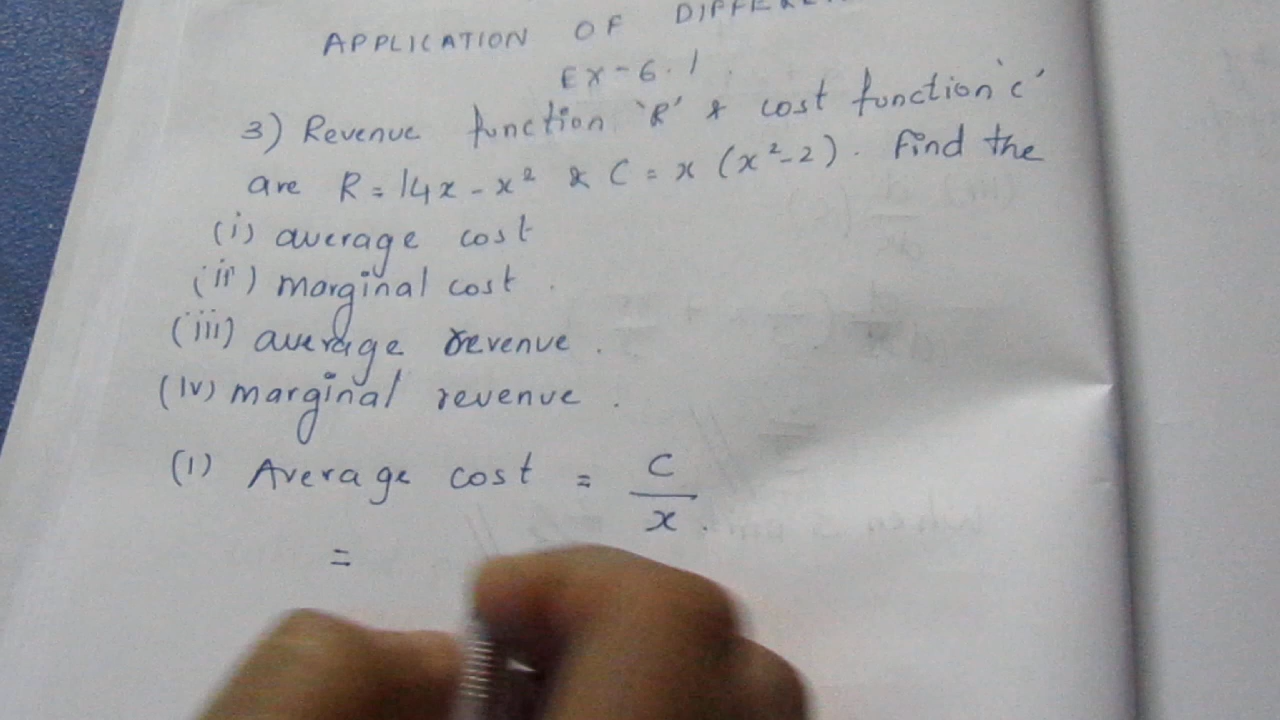 APPLICATION OF
EX-6.1
3) Revenue function 'R' & cost function 'c'
are R = 14x - x² & C = x (x²-2). Find the
(i) average cost
(ii) marginal cost.
(iii) average revenue.
(iv) marginal revenue.
(1) Average cost = C/x.
=